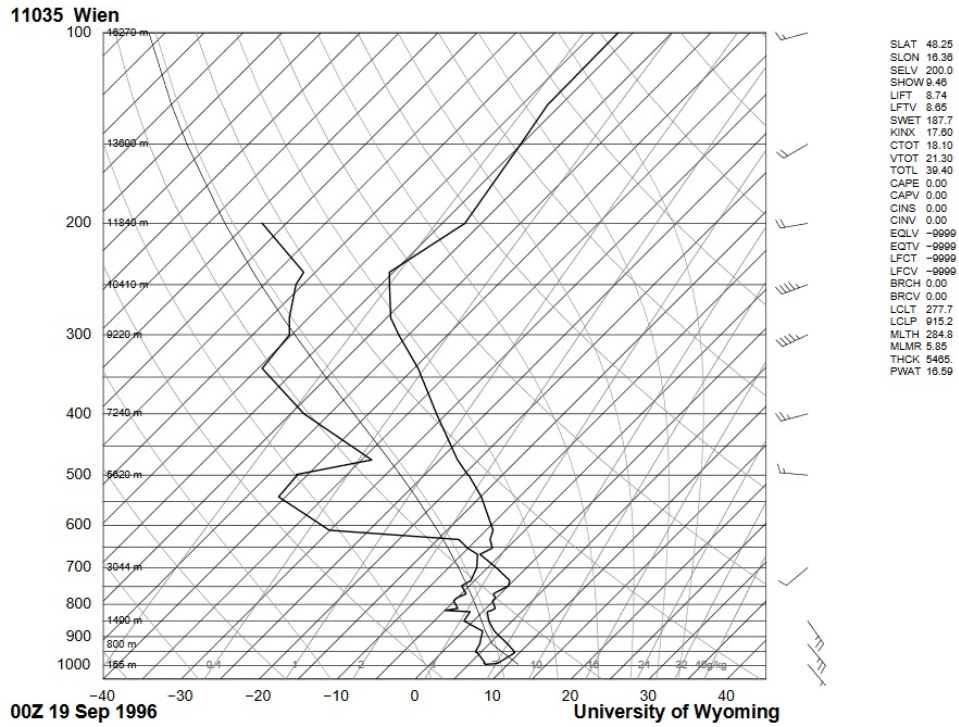 11035 Wien
100
16270 m
13800 m
200
11840 m
10410 m
300
9220 m
400
7240 m
500
5620 m
600
700
3044 m
800
1490 m
900
800 m
1000
155 m
0.1
1
2
4
10
16
24
32
40g/kg
−40
−30
−20
−10
0
10
20
30
40
00Z 19 Sep 1996
University of Wyoming
SLAT 48.25
SLON 16.36
SELV 200.0
SHOW 9.46
LIFT 8.74
LFTV 8.65
SWET 187.7
KINX 17.60
CTOT 18.10
VTOT 21.30
TOTL 39.40
CAPE 0.00
CAPV 0.00
CINS 0.00
CINV 0.00
EQLV −9999
EQTV −9999
LFCT −9999
LFCV −9999
BRCH 0.00
BRCV 0.00
LCLT 277.7
LCLP 915.2
MLTH 284.8
MLMR 5.85
THCK 5465.
PWAT 16.59